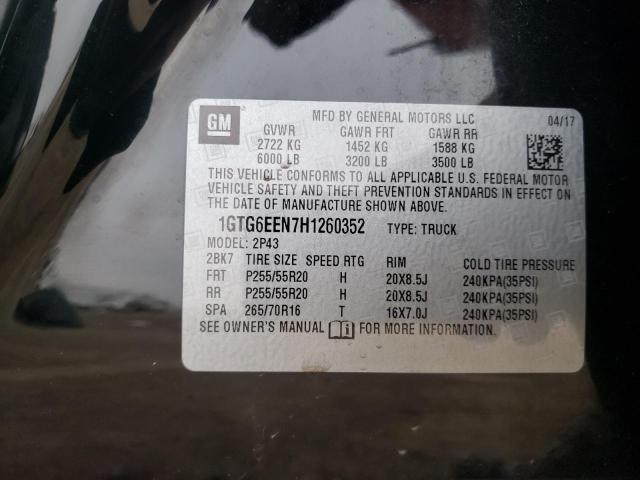 GM
MFD BY GENERAL MOTORS LLC 04/17
GVWR GAWR FRT GAWR RR
2722 KG 1452 KG 1588 KG
6000 LB 3200 LB 3500 LB
THIS VEHICLE CONFORMS TO ALL APPLICABLE U.S. FEDERAL MOTOR
VEHICLE SAFETY AND THEFT PREVENTION STANDARDS IN EFFECT ON THE
DATE OF MANUFACTURE SHOWN ABOVE.
1GTG6EEN7H1260352 TYPE: TRUCK
MODEL: 2P43
2BK7 TIRE SIZE SPEED RTG RIM COLD TIRE PRESSURE
FRT P255/55R20 H 20X8.5J 240KPA(35PSI)
RR P255/55R20 H 20X8.5J 240KPA(35PSI)
SPA 265/70R16 T 16X7.0J 240KPA(35PSI)
SEE OWNER'S MANUAL FOR MORE INFORMATION.